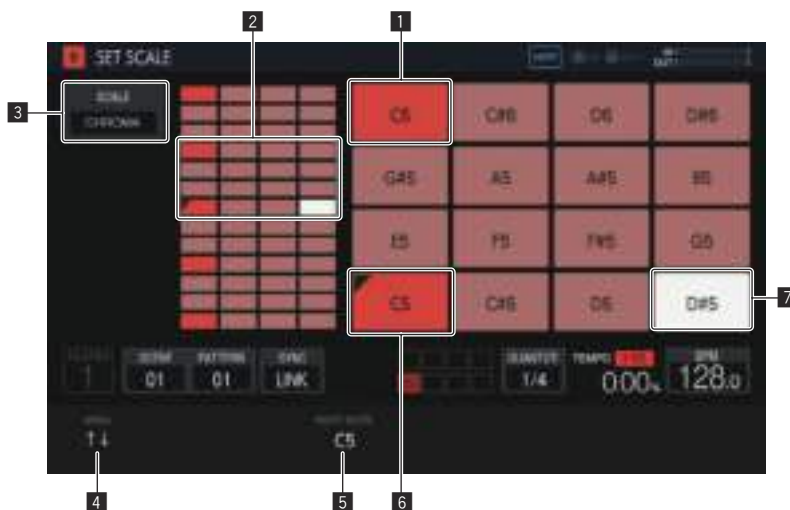 2
1
SET SCALE
3
SCALE
CHROMA
C6 C#6 D6 D#6
G#5 A5 A#5 B5
E5 F5 F#5 G5
C5 C#5 D5 D#5
7
1
SCENE PATTERN SYNC
01 01 LINK
QUANTIZE TEMPO BPM
1/4 0.00% 128.0
↑↓
C5
4
5
6